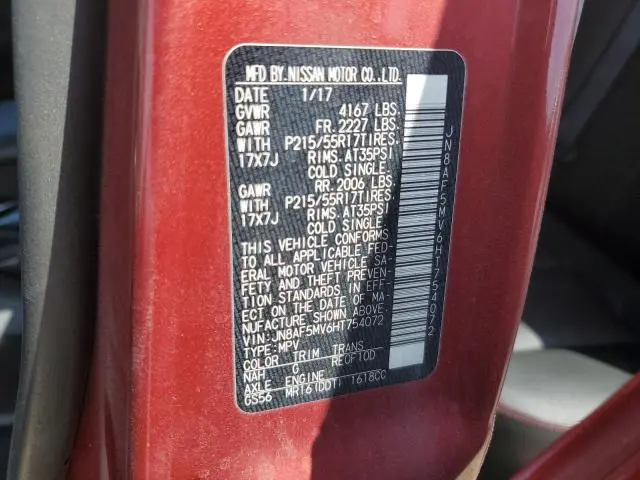 MFD BY.NISSAN MOTOR CO.,LTD.
DATE 1/17
GVWR 4167 LBS.
GAWR FR. 2227 LBS.
WITH P215/55R17TIRES.
17X7J RIMS. AT35PSI
COLD SINGLE.
GAWR RR. 2006 LBS.
WITH P215/55R17TIRES.
17X7J RIMS. AT35PSI
COLD SINGLE.
THIS VEHICLE CONFORMS
TO ALL APPLICABLE FED-
ERAL MOTOR VEHICLE SA-
FETY AND THEFT PREVEN-
TION STANDARDS IN EFF-
ECT ON THE DATE OF MA-
NUFACTURE SHOWN ABOVE.
VIN: JN8AF5MV6HT754072
TYPE: MPV
COLOR TRIM TRANS
NAH G RE0F10D
AXLE ENGINE
GS56 MR16(DDT) 1618CC
JN8AF5MV6HT754072